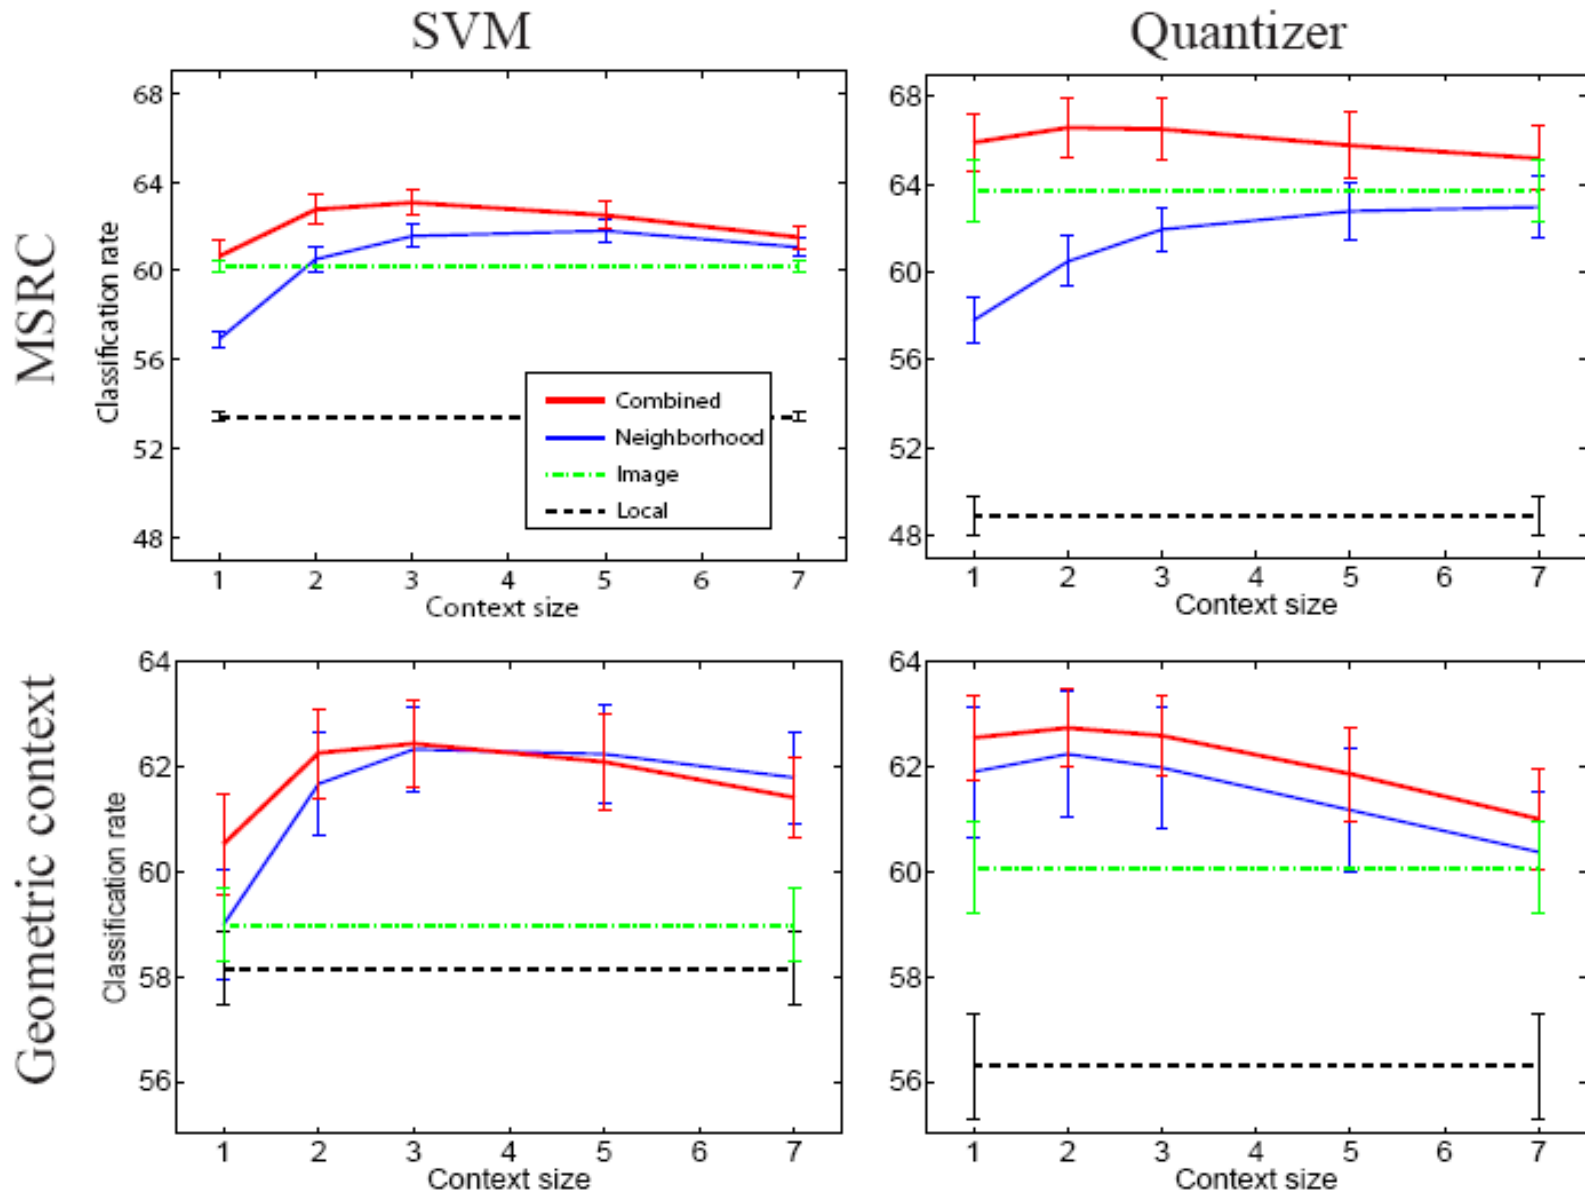 SVM
Quantizer
MSRC
Classification rate
68
64
60
56
52
48
Combined
Neighborhood
Image
Local
1 2 3 4 5 6 7
Context size
68
64
60
56
52
48
1 2 3 4 5 6 7
Context size
Geometric context
Classification rate
64
62
60
58
56
1 2 3 4 5 6 7
Context size
64
62
60
58
56
1 2 3 4 5 6 7
Context size